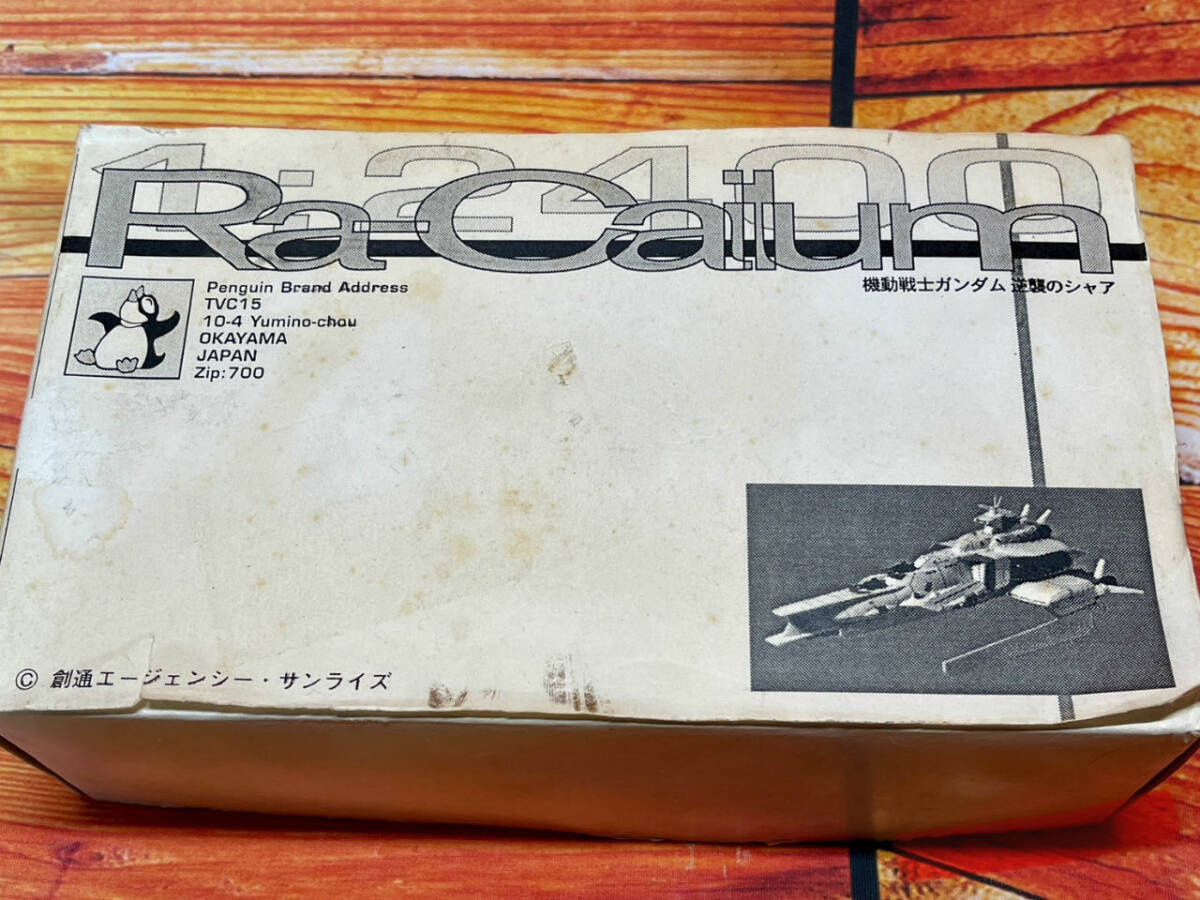 1:2400
Ra-Cailum
Penguin Brand Address
TVC15
10-4 Yumino-chou
OKAYAMA
JAPAN
Zip:700
機動戦士ガンダム 逆襲のシャア
© 創通エージェンシー・サンライズ